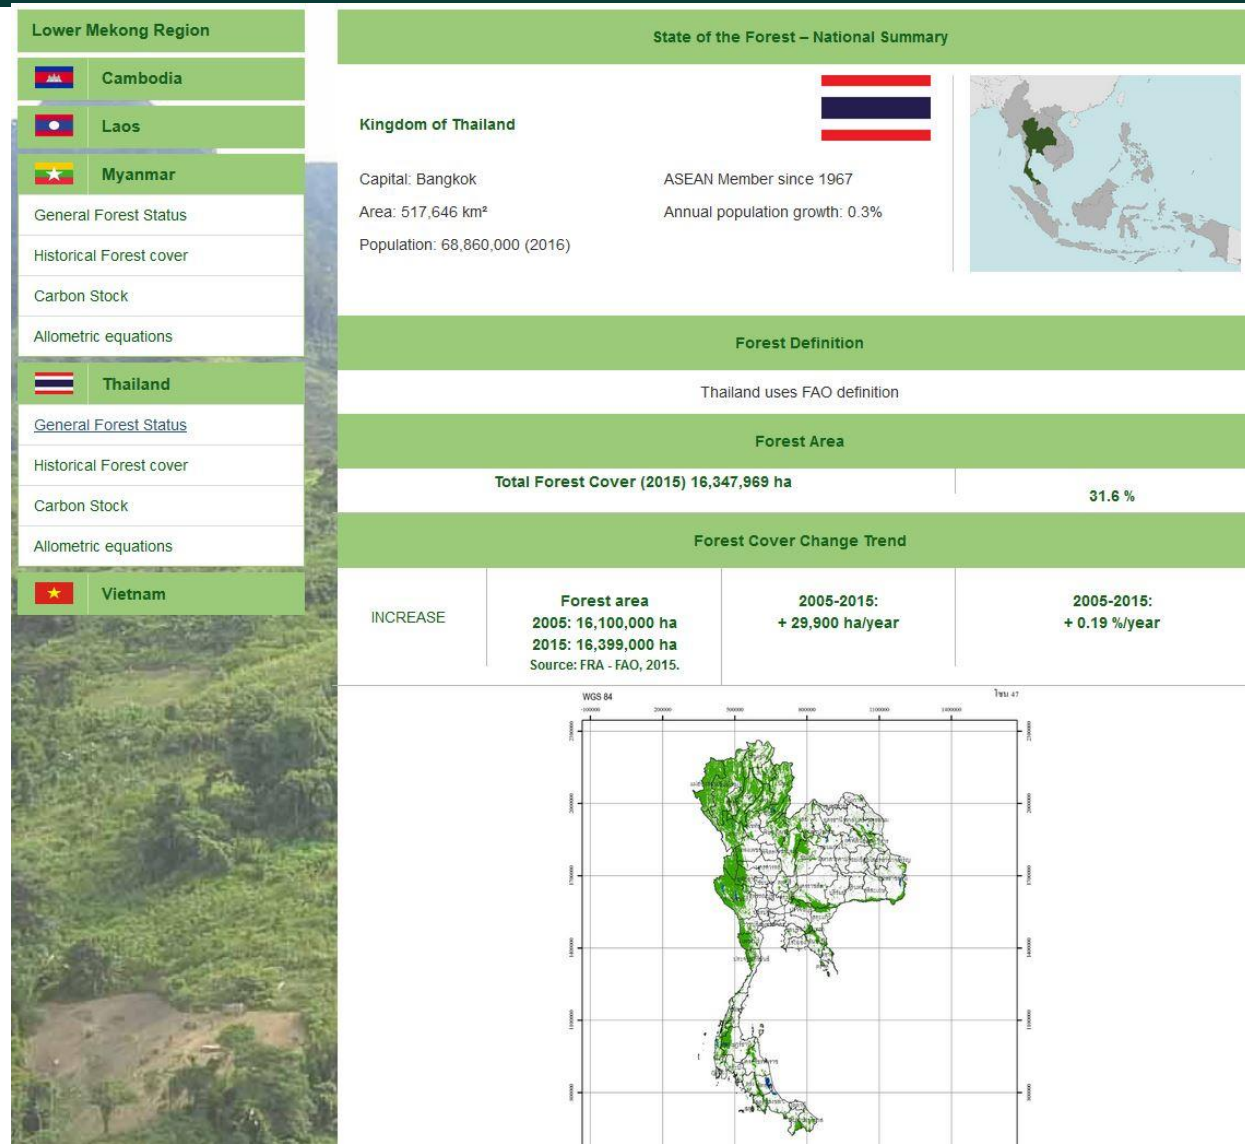 Lower Mekong Region
Cambodia
Laos
Myanmar
General Forest Status
Historical Forest cover
Carbon Stock
Allometric equations
Thailand
General Forest Status
Historical Forest cover
Carbon Stock
Allometric equations
Vietnam
State of the Forest – National Summary
Kingdom of Thailand
Capital: Bangkok
ASEAN Member since 1967
Area: 517,646 km²
Annual population growth: 0.3%
Population: 68,860,000 (2016)
Forest Definition
Thailand uses FAO definition
Forest Area
Total Forest Cover (2015) 16,347,969 ha
31.6 %
Forest Cover Change Trend
INCREASE
Forest area
2005: 16,100,000 ha
2015: 16,399,000 ha
Source: FRA - FAO, 2015.
2005-2015:
+ 29,900 ha/year
2005-2015:
+ 0.19 %/year
WGS 84
โซน 47